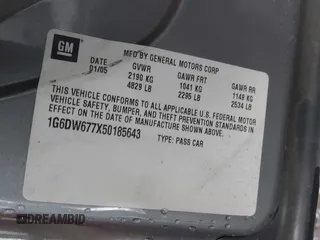 GM
MFD BY GENERAL MOTORS CORP
DATE GVWR GAWR FRT GAWR RR
01/05 2190 KG 1041 KG 1149 KG
4829 LB 2295 LB 2534 LB
THIS VEHICLE CONFORMS TO ALL APPLICABLE U.S. FEDERAL MOTOR
VEHICLE SAFETY, BUMPER, AND THEFT PREVENTION STANDARDS IN
EFFECT ON THE DATE OF MANUFACTURE SHOWN ABOVE.
1G6DW677X50185643
TYPE: PASS CAR
DREAMBID